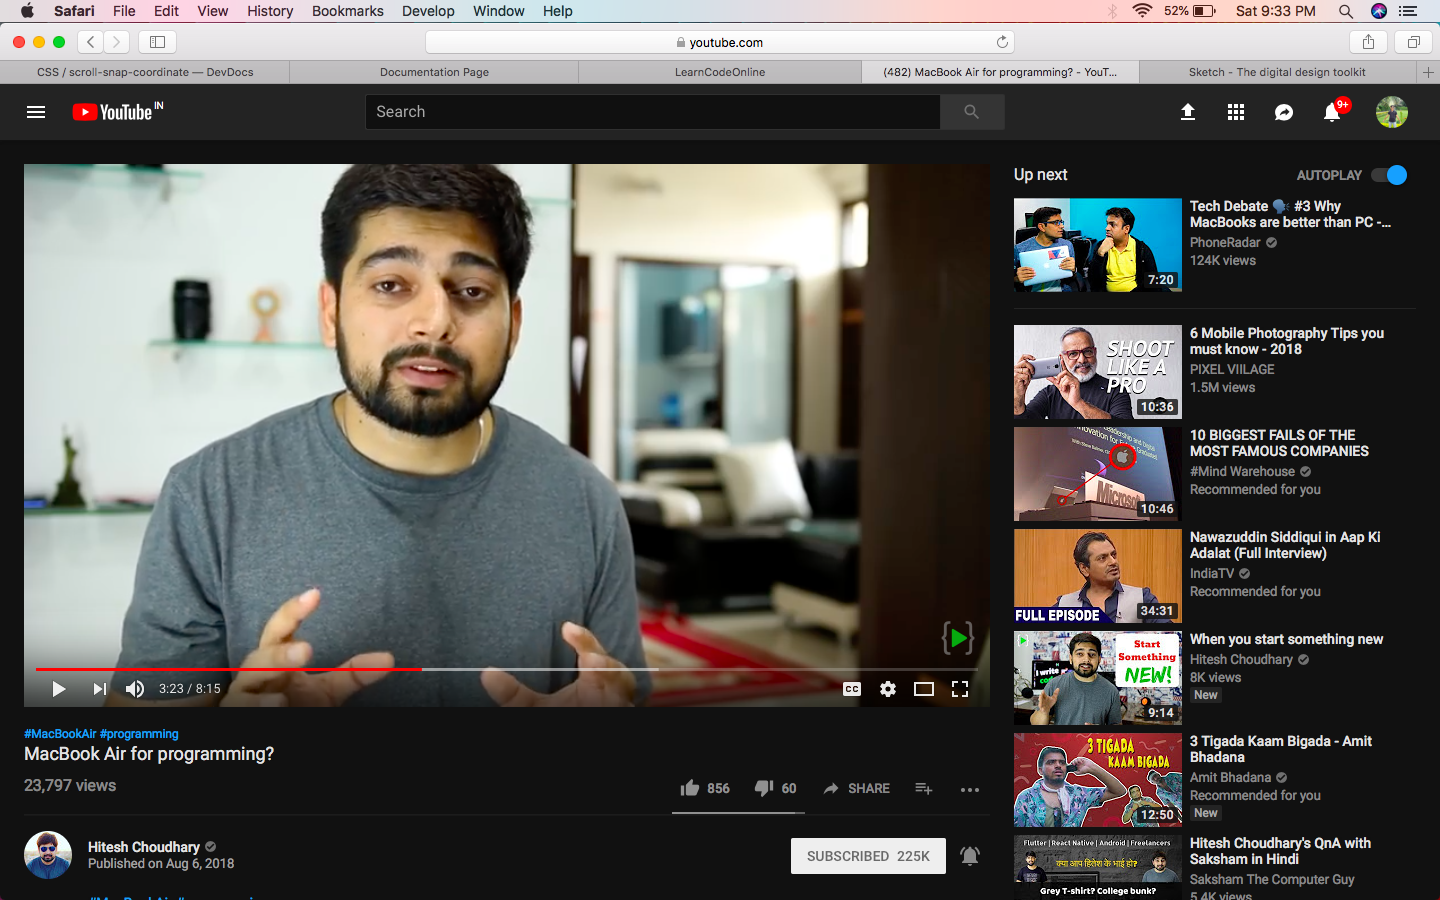 Safari File Edit View History Bookmarks Develop Window Help
52% Sat 9:33 PM
youtube.com
CSS / scroll-snap-coordinate — DevDocs
Documentation Page
LearnCodeOnline
(482) MacBook Air for programming? - YouT...
Sketch - The digital design toolkit
YouTube IN
Search
9+
3:23 / 8:15
CC
#MacBookAir #programming
MacBook Air for programming?
23,797 views
856
60
SHARE
Hitesh Choudhary
Published on Aug 6, 2018
SUBSCRIBED 225K
Up next
AUTOPLAY
7:20
Tech Debate 🗣 #3 Why
MacBooks are better than PC -...
PhoneRadar
124K views
SHOOT
LIKE A
PRO
10:36
6 Mobile Photography Tips you
must know - 2018
PIXEL VIILAGE
1.5M views
Microsoft
10:46
10 BIGGEST FAILS OF THE
MOST FAMOUS COMPANIES
#Mind Warehouse
Recommended for you
FULL EPISODE
34:31
Nawazuddin Siddiqui in Aap Ki
Adalat (Full Interview)
IndiaTV
Recommended for you
Start
Something
NEW!
9:14
When you start something new
Hitesh Choudhary
8K views
New
3 TIGADA
KAAM BIGADA
12:50
3 Tigada Kaam Bigada - Amit
Bhadana
Amit Bhadana
Recommended for you
New
Flutter | React Native | Android | Freelancers
क्या आप हितेश के भाई हो?
Grey T-shirt? College bunk?
Hitesh Choudhary's QnA with
Saksham in Hindi
Saksham The Computer Guy
5.4K views